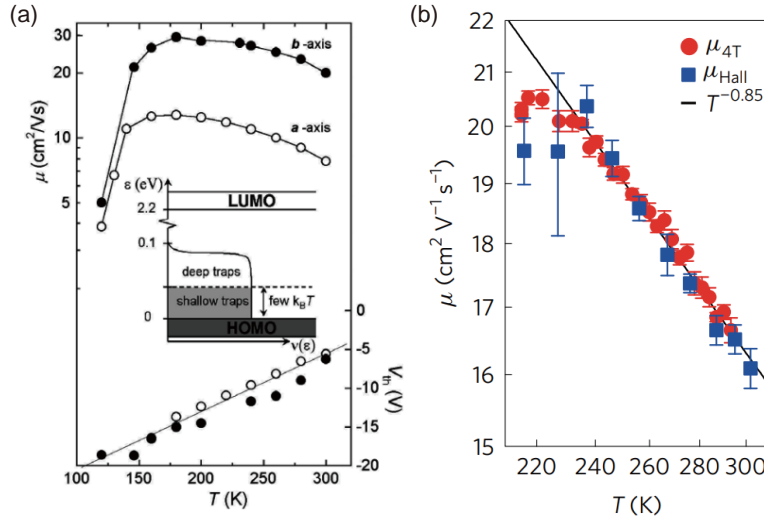 (a)
30
20
10
5
μ (cm²/Vs)
b-axis
a-axis
ε (eV)
LUMO
2.2
0.1
deep traps
shallow traps
few k_BT
0
HOMO
ν(ε)
0
-5
-10
-15
-20
V_th (V)
100 150 200 250 300
T (K)
(b)
22
21
20
19
18
17
16
15
μ (cm² V⁻¹ s⁻¹)
μ_4T
μ_Hall
T^−0.85
220 240 260 280 300
T (K)